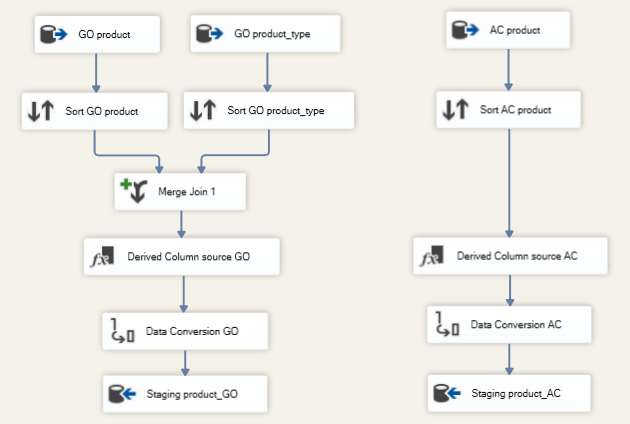 GO product
GO product_type
AC product
Sort GO product
Sort GO product_type
Sort AC product
Merge Join 1
Derived Column source GO
Derived Column source AC
Data Conversion GO
Data Conversion AC
Staging product_GO
Staging product_AC